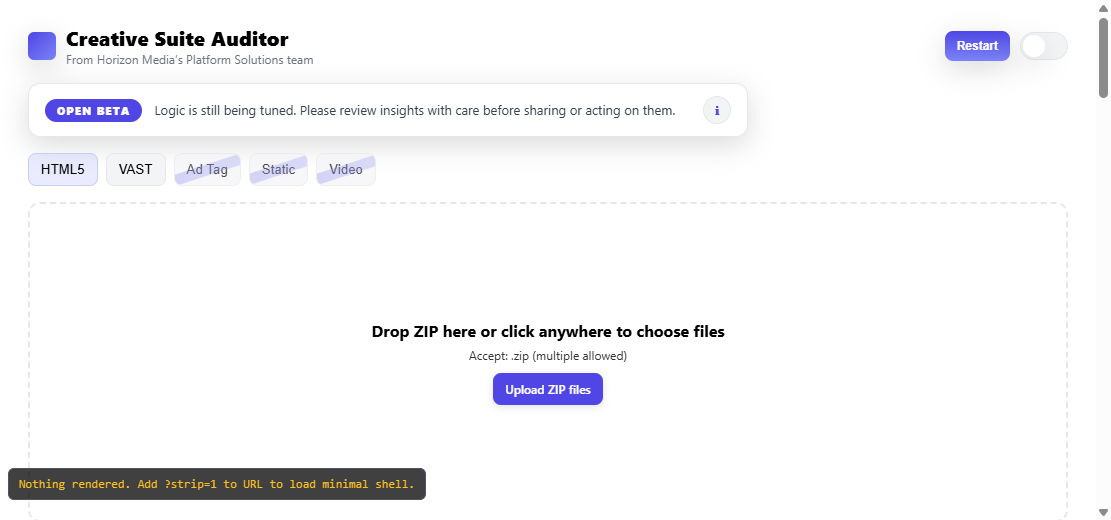 Creative Suite Auditor
From Horizon Media's Platform Solutions team
Restart
OPEN BETA
Logic is still being tuned. Please review insights with care before sharing or acting on them.
i
HTML5
VAST
Ad Tag
Static
Video
Drop ZIP here or click anywhere to choose files
Accept: .zip (multiple allowed)
Upload ZIP files
Nothing rendered. Add ?strip=1 to URL to load minimal shell.